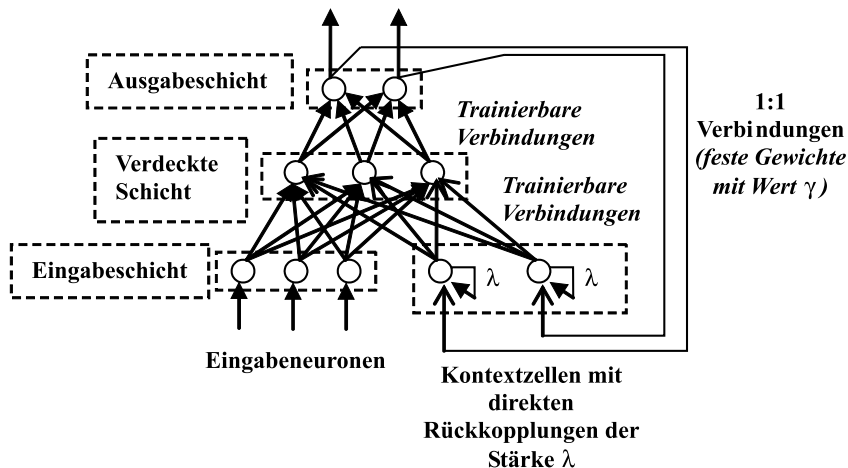 Ausgabeschicht
Trainierbare
Verbindungen
1:1
Verbindungen
(feste Gewichte
mit Wert γ )
Verdeckte
Schicht
Trainierbare
Verbindungen
Eingabeschicht
λ
λ
Eingabeneuronen
Kontextzellen mit
direkten
Rückkopplungen der
Stärke λ